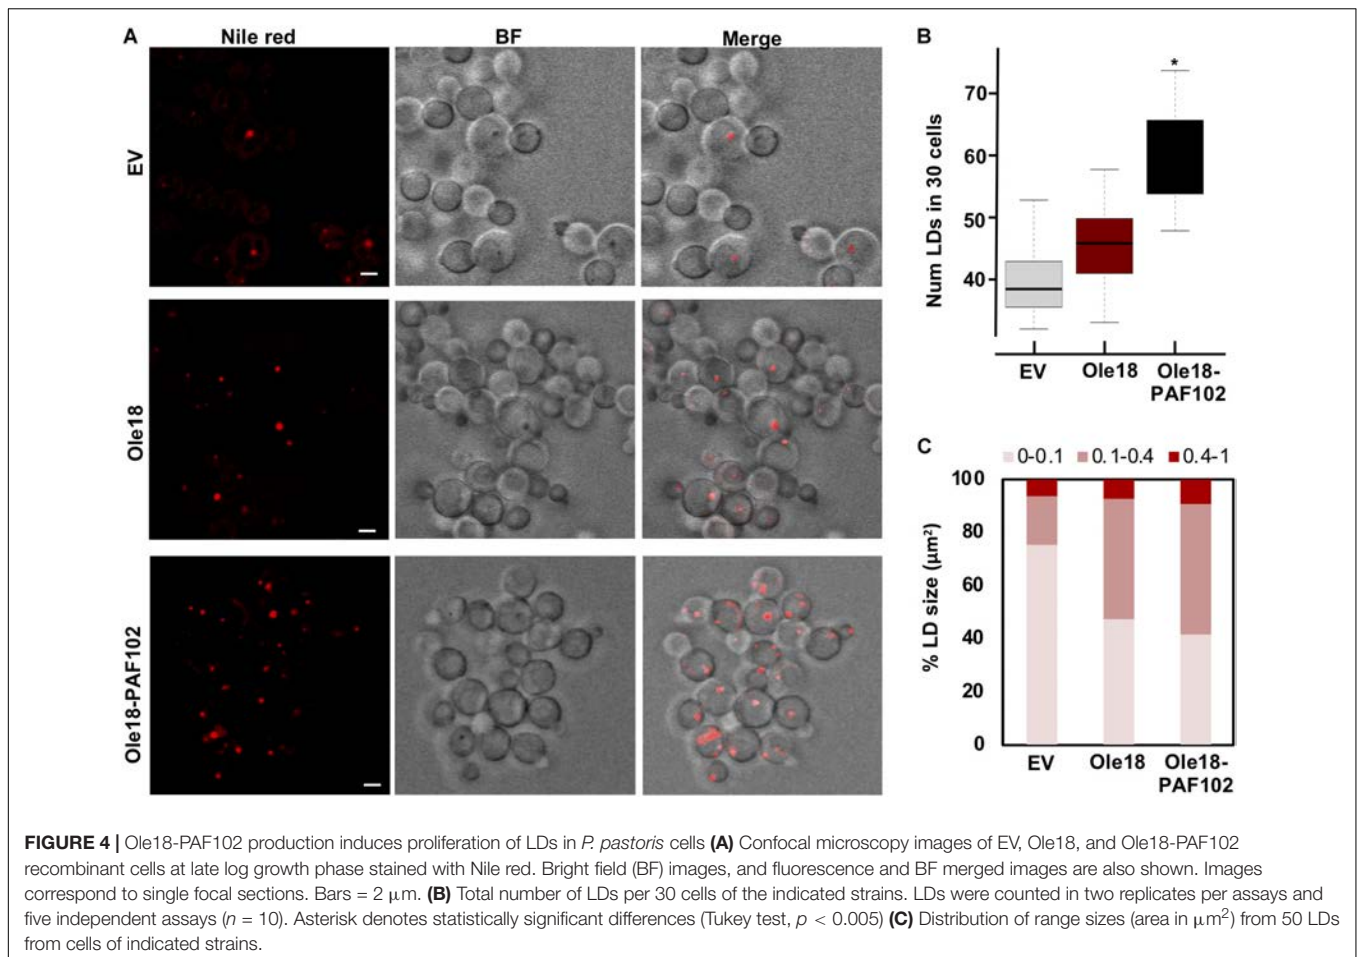 A
Nile red
BF
Merge
EV
Ole18
Ole18-PAF102
B
*
Num LDs in 30 cells
70
60
50
40
EV
Ole18
Ole18-
PAF102
C
0-0.1
0.1-0.4
0.4-1
% LD size (μm²)
100
80
60
40
20
0
EV
Ole18
Ole18-
PAF102
FIGURE 4 | Ole18-PAF102 production induces proliferation of LDs in P. pastoris cells (A) Confocal microscopy images of EV, Ole18, and Ole18-PAF102
recombinant cells at late log growth phase stained with Nile red. Bright field (BF) images, and fluorescence and BF merged images are also shown. Images
correspond to single focal sections. Bars = 2 μm. (B) Total number of LDs per 30 cells of the indicated strains. LDs were counted in two replicates per assays and
five independent assays (n = 10). Asterisk denotes statistically significant differences (Tukey test, p < 0.005) (C) Distribution of range sizes (area in μm²) from 50 LDs
from cells of indicated strains.